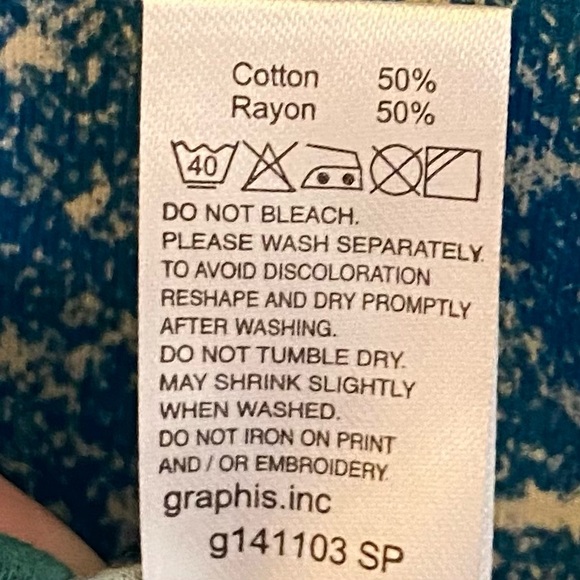 Cotton 50%
Rayon 50%
40
DO NOT BLEACH.
PLEASE WASH SEPARATELY.
TO AVOID DISCOLORATION
RESHAPE AND DRY PROMPTLY
AFTER WASHING.
DO NOT TUMBLE DRY.
MAY SHRINK SLIGHTLY
WHEN WASHED.
DO NOT IRON ON PRINT
AND / OR EMBROIDERY.
graphis.inc
g141103 SP